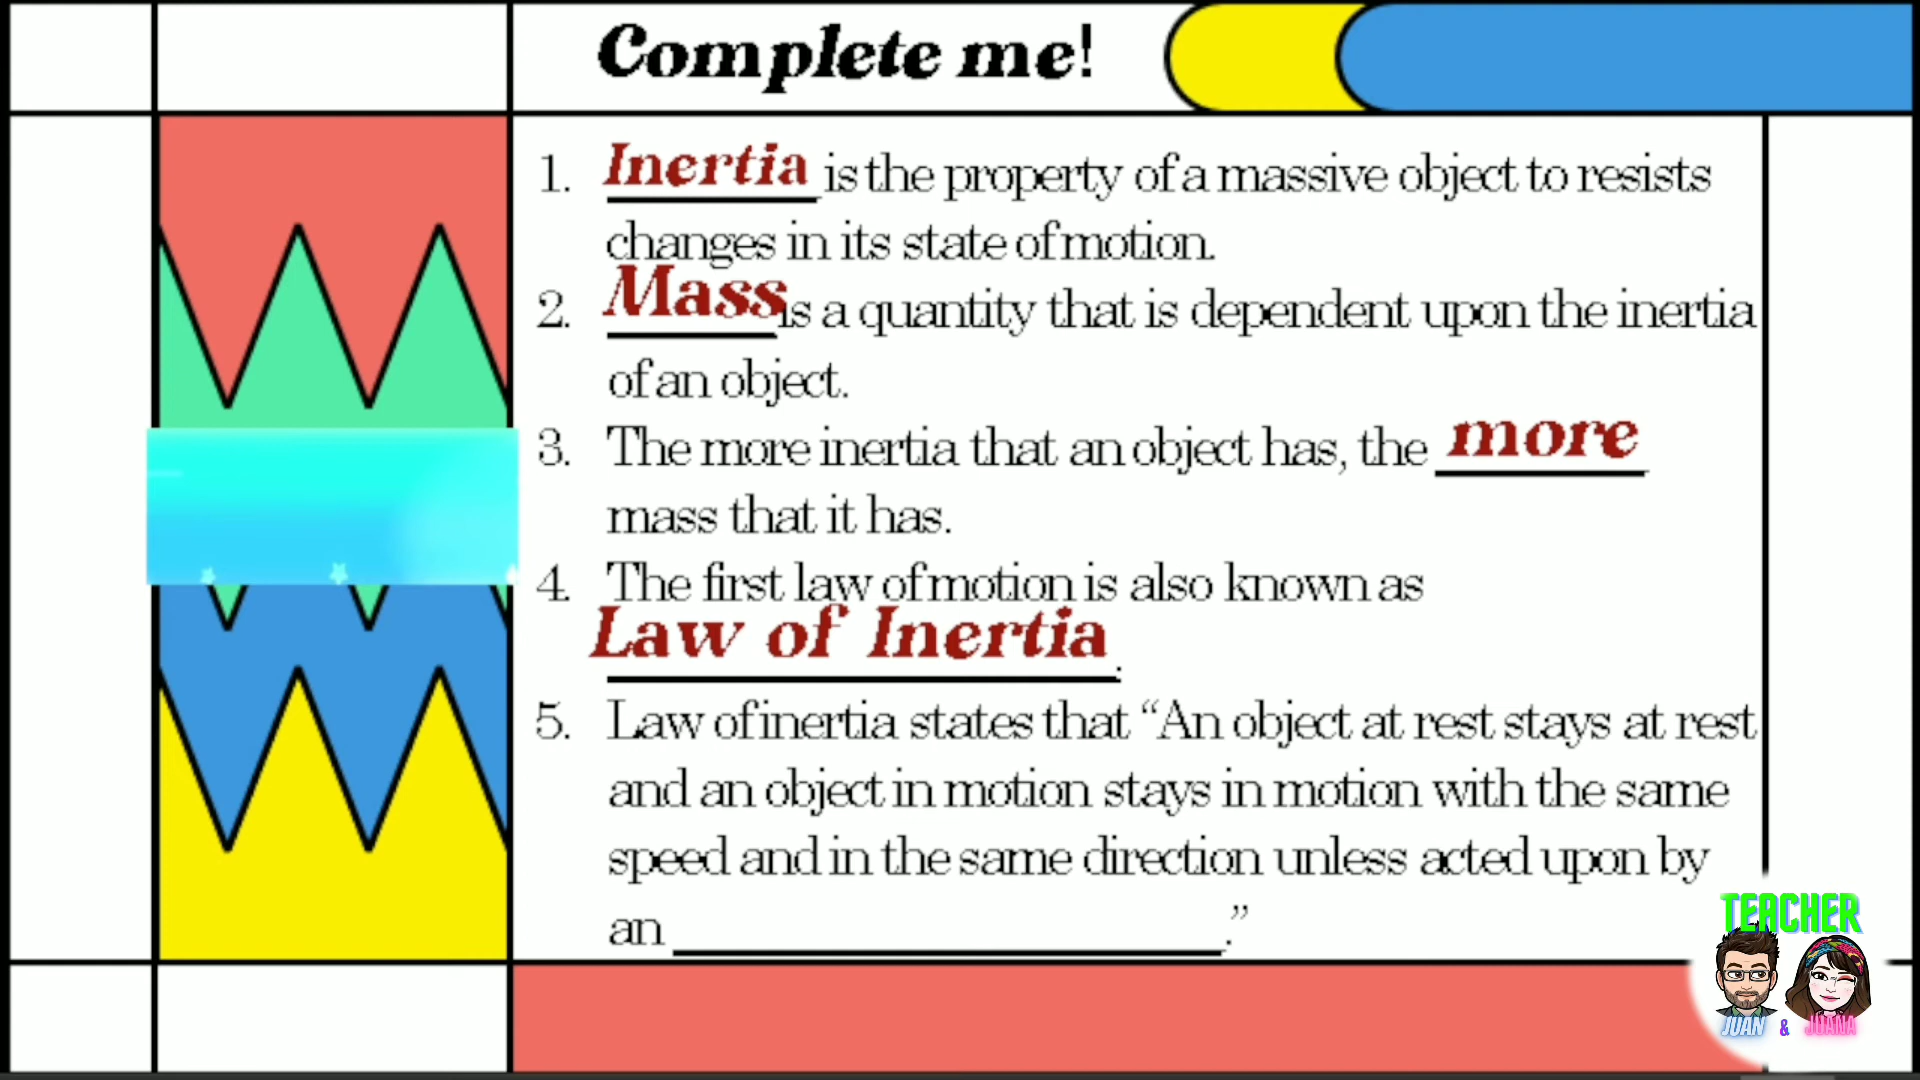 Complete me!
1. Inertia is the property of a massive object to resists
changes in its state of motion.
2. Mass is a quantity that is dependent upon the inertia
of an object.
3. The more inertia that an object has, the more
mass that it has.
4. The first law of motion is also known as
Law of Inertia.
5. Law of inertia states that “An object at rest stays at rest
and an object in motion stays in motion with the same
speed and in the same direction unless acted upon by
an ____________________.”
TEACHER
JUAN & JUANA